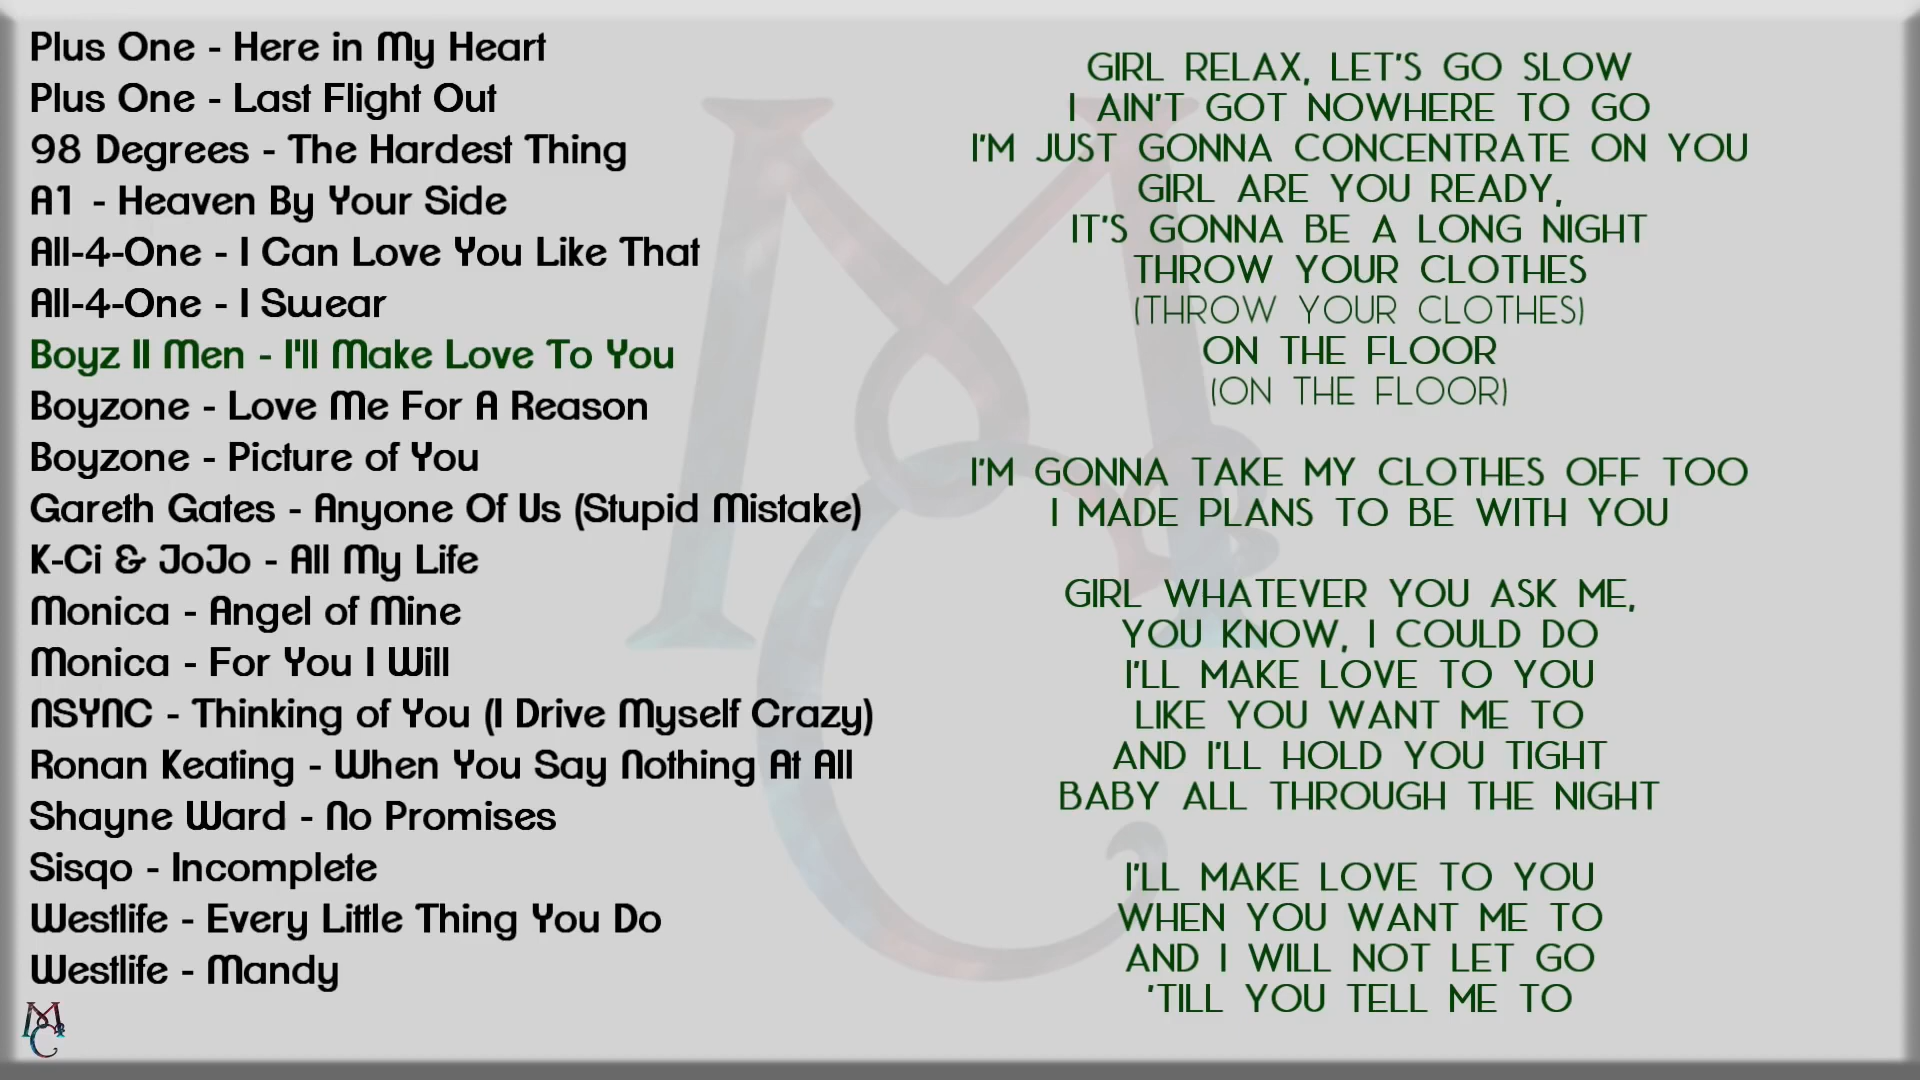 Plus One - Here in My Heart
Plus One - Last Flight Out
98 Degrees - The Hardest Thing
A1 - Heaven By Your Side
All-4-One - I Can Love You Like That
All-4-One - I Swear
Boyz II Men - I'll Make Love To You
Boyzone - Love Me For A Reason
Boyzone - Picture of You
Gareth Gates - Anyone Of Us (Stupid Mistake)
K-Ci & JoJo - All My Life
Monica - Angel of Mine
Monica - For You I Will
NSYNC - Thinking of You (I Drive Myself Crazy)
Ronan Keating - When You Say Nothing At All
Shayne Ward - No Promises
Sisqo - Incomplete
Westlife - Every Little Thing You Do
Westlife - Mandy
GIRL RELAX, LET'S GO SLOW
I AIN'T GOT NOWHERE TO GO
I'M JUST GONNA CONCENTRATE ON YOU
GIRL ARE YOU READY,
IT'S GONNA BE A LONG NIGHT
THROW YOUR CLOTHES
(THROW YOUR CLOTHES)
ON THE FLOOR
(ON THE FLOOR)
I'M GONNA TAKE MY CLOTHES OFF TOO
I MADE PLANS TO BE WITH YOU
GIRL WHATEVER YOU ASK ME,
YOU KNOW, I COULD DO
I'LL MAKE LOVE TO YOU
LIKE YOU WANT ME TO
AND I'LL HOLD YOU TIGHT
BABY ALL THROUGH THE NIGHT
I'LL MAKE LOVE TO YOU
WHEN YOU WANT ME TO
AND I WILL NOT LET GO
'TILL YOU TELL ME TO